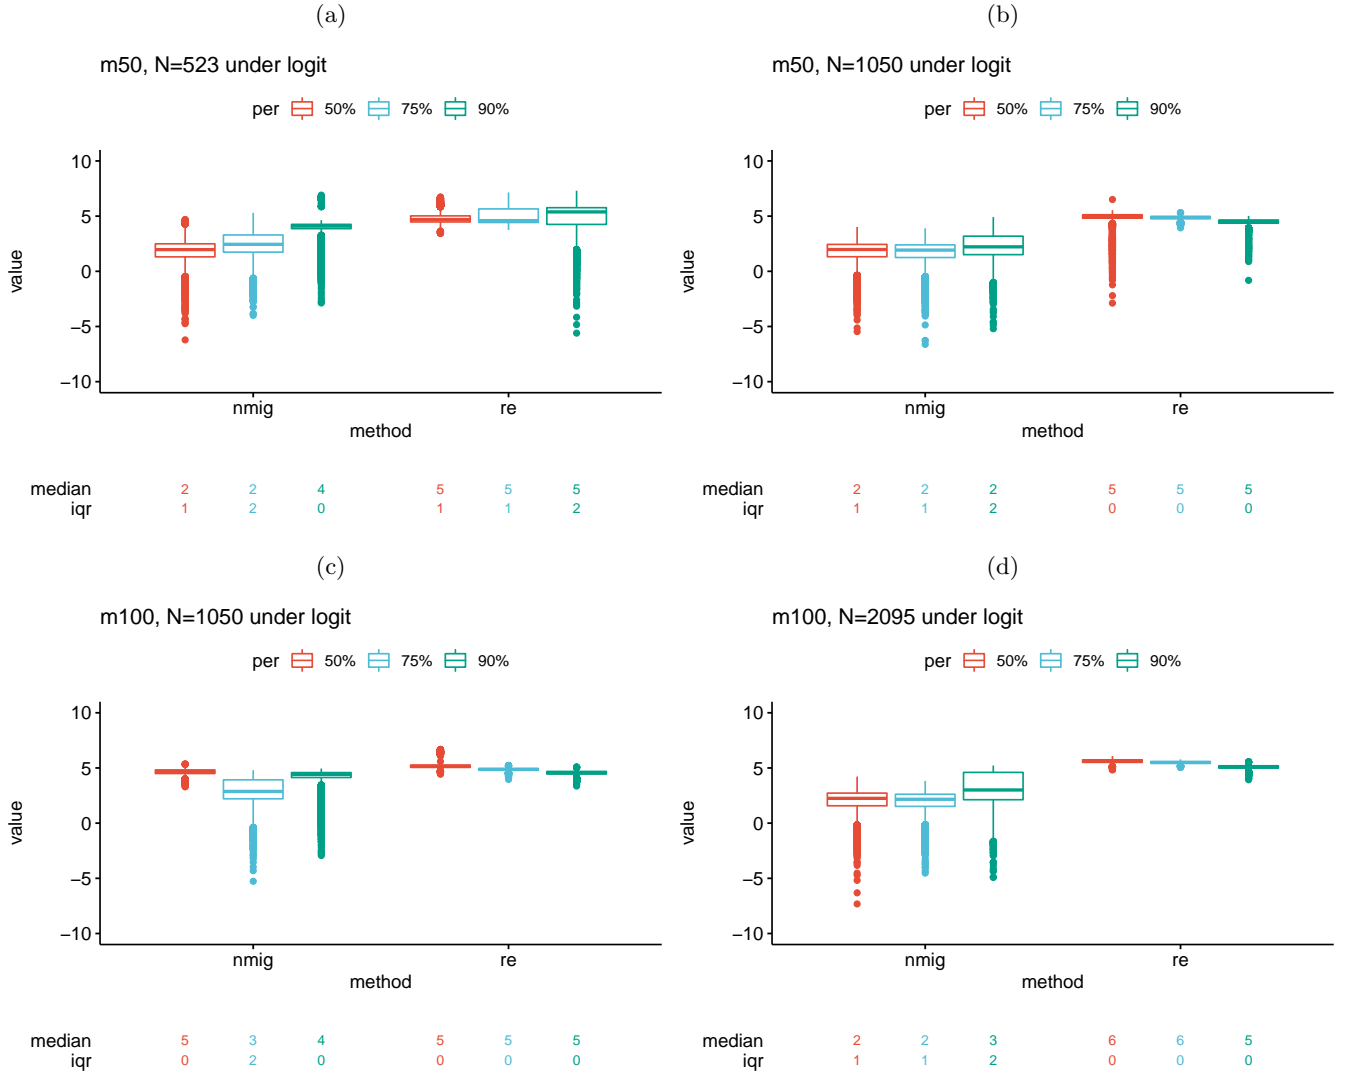 (a)
m50, N=523 under logit
per 50% 75% 90%
10
5
0
−5
−10
value
nmig re
method
median 2 2 4 5 5 5
iqr 1 2 0 1 1 2
(b)
m50, N=1050 under logit
per 50% 75% 90%
10
5
0
−5
−10
value
nmig re
method
median 2 2 2 5 5 5
iqr 1 1 2 0 0 0
(c)
m100, N=1050 under logit
per 50% 75% 90%
10
5
0
−5
−10
value
nmig re
method
median 5 3 4 5 5 5
iqr 0 2 0 0 0 0
(d)
m100, N=2095 under logit
per 50% 75% 90%
10
5
0
−5
−10
value
nmig re
method
median 2 2 3 6 6 5
iqr 1 1 2 0 0 0